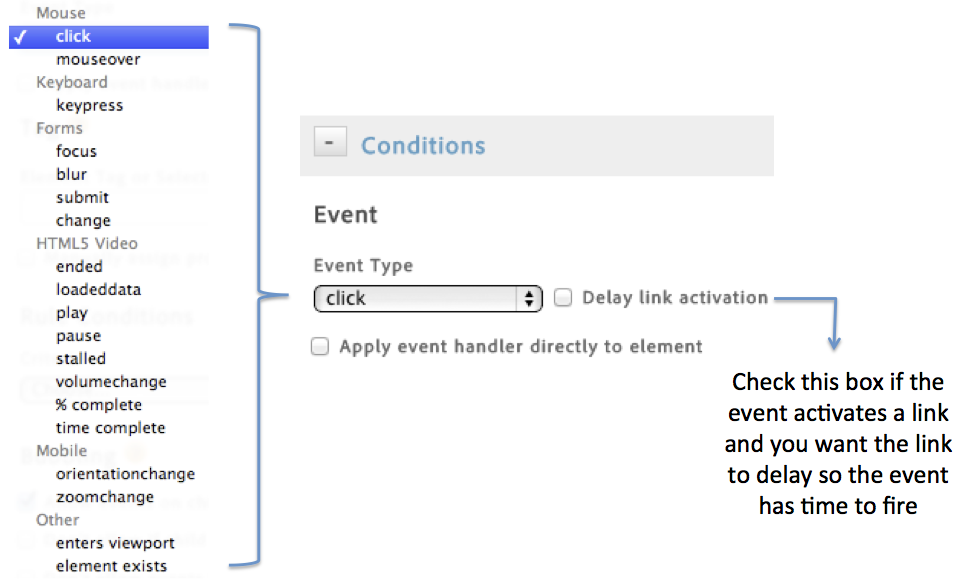 Mouse
✓ click
mouseover
Keyboard
keypress
Forms
focus
blur
submit
change
HTML5 Video
ended
loadeddata
play
pause
stalled
volumechange
% complete
time complete
Mobile
orientationchange
zoomchange
Other
enters viewport
element exists
- Conditions
Event
Event Type
click
Delay link activation
Apply event handler directly to element
Check this box if the
event activates a link
and you want the link
to delay so the event
has time to fire